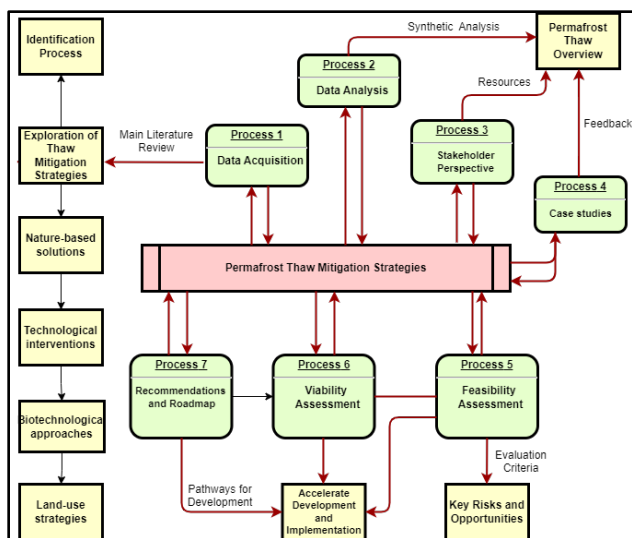 Identification
Process
Exploration of
Thaw
Mitigation
Strategies
Nature-based
solutions
Technological
interventions
Biotechnological
approaches
Land-use
strategies
Main Literature
Review
Process 1
Data Acquisition
Process 2
Data Analysis
Synthetic Analysis
Permafrost
Thaw
Overview
Resources
Process 3
Stakeholder
Perspective
Feedback
Process 4
Case studies
Permafrost Thaw Mitigation Strategies
Process 7
Recommendations
and Roadmap
Process 6
Viability
Assessment
Process 5
Feasibility
Assessment
Pathways for
Development
Accelerate
Development
and
Implementation
Evaluation
Criteria
Key Risks and
Opportunities